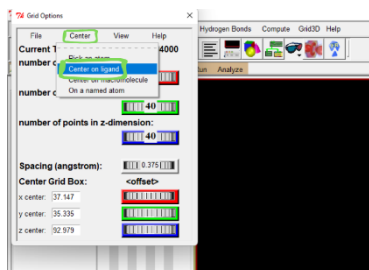 Grid Options
File Center View Help
Hydrogen Bonds Compute Grid3D Help
Current T 4000
Pick an atom
number o
Center on ligand
Center on macromolecule
Analyze
On a named atom
number o
40
number of points in z-dimension:
40
Spacing (angstrom): 0.375
Center Grid Box: <offset>
x center: 37.147
y center: 35.335
z center: 92.979